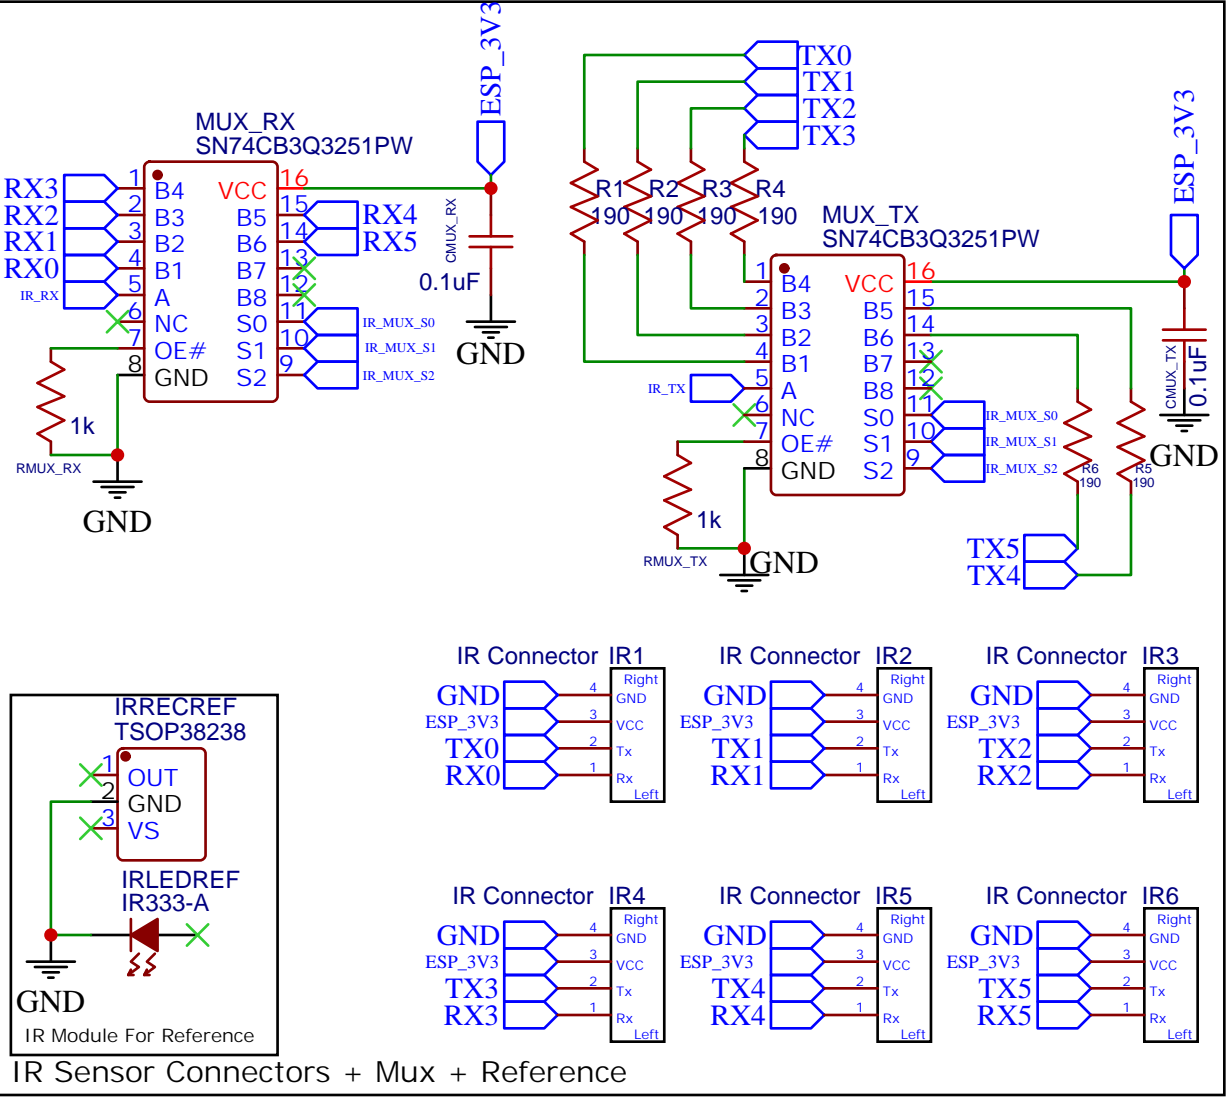 ESP_3V3
MUX_RX
SN74CB3Q3251PW
RX3
RX2
RX1
RX0
IR_RX
1
2
3
4
5
6
7
8
B4
B3
B2
B1
A
NC
OE#
GND
VCC
B5
B6
B7
B8
S0
S1
S2
16
15
14
13
12
11
10
9
RX4
RX5
IR_MUX_S0
IR_MUX_S1
IR_MUX_S2
CMUX_RX
0.1uF
GND
1k
RMUX_RX
GND
TX0
TX1
TX2
TX3
R1
190
R2
190
R3
190
R4
190
ESP_3V3
MUX_TX
SN74CB3Q3251PW
1
2
3
4
5
6
7
8
B4
B3
B2
B1
A
NC
OE#
GND
VCC
B5
B6
B7
B8
S0
S1
S2
16
15
14
13
12
11
10
9
IR_TX
IR_MUX_S0
IR_MUX_S1
IR_MUX_S2
CMUX_TX
0.1uF
GND
R6
190
R5
190
1k
RMUX_TX
GND
TX5
TX4
IR Connector IR1
GND 4 GND
ESP_3V3 3 VCC
TX0 2 Tx
RX0 1 Rx
Right
Left
IR Connector IR2
GND 4 GND
ESP_3V3 3 VCC
TX1 2 Tx
RX1 1 Rx
Right
Left
IR Connector IR3
GND 4 GND
ESP_3V3 3 VCC
TX2 2 Tx
RX2 1 Rx
Right
Left
IRRECREF
TSOP38238
1 OUT
2 GND
3 VS
IRLEDREF
IR333-A
GND
IR Module For Reference
IR Connector IR4
GND 4 GND
ESP_3V3 3 VCC
TX3 2 Tx
RX3 1 Rx
Right
Left
IR Connector IR5
GND 4 GND
ESP_3V3 3 VCC
TX4 2 Tx
RX4 1 Rx
Right
Left
IR Connector IR6
GND 4 GND
ESP_3V3 3 VCC
TX5 2 Tx
RX5 1 Rx
Right
Left
IR Sensor Connectors + Mux + Reference